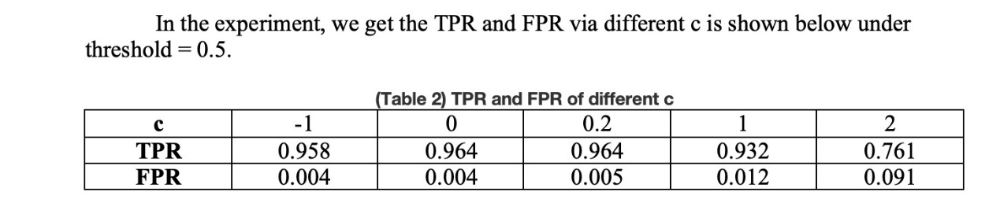 In the experiment, we get the TPR and FPR via different c is shown below under
threshold = 0.5.
(Table 2) TPR and FPR of different c
c -1 0 0.2 1 2
TPR 0.958 0.964 0.964 0.932 0.761
FPR 0.004 0.004 0.005 0.012 0.091